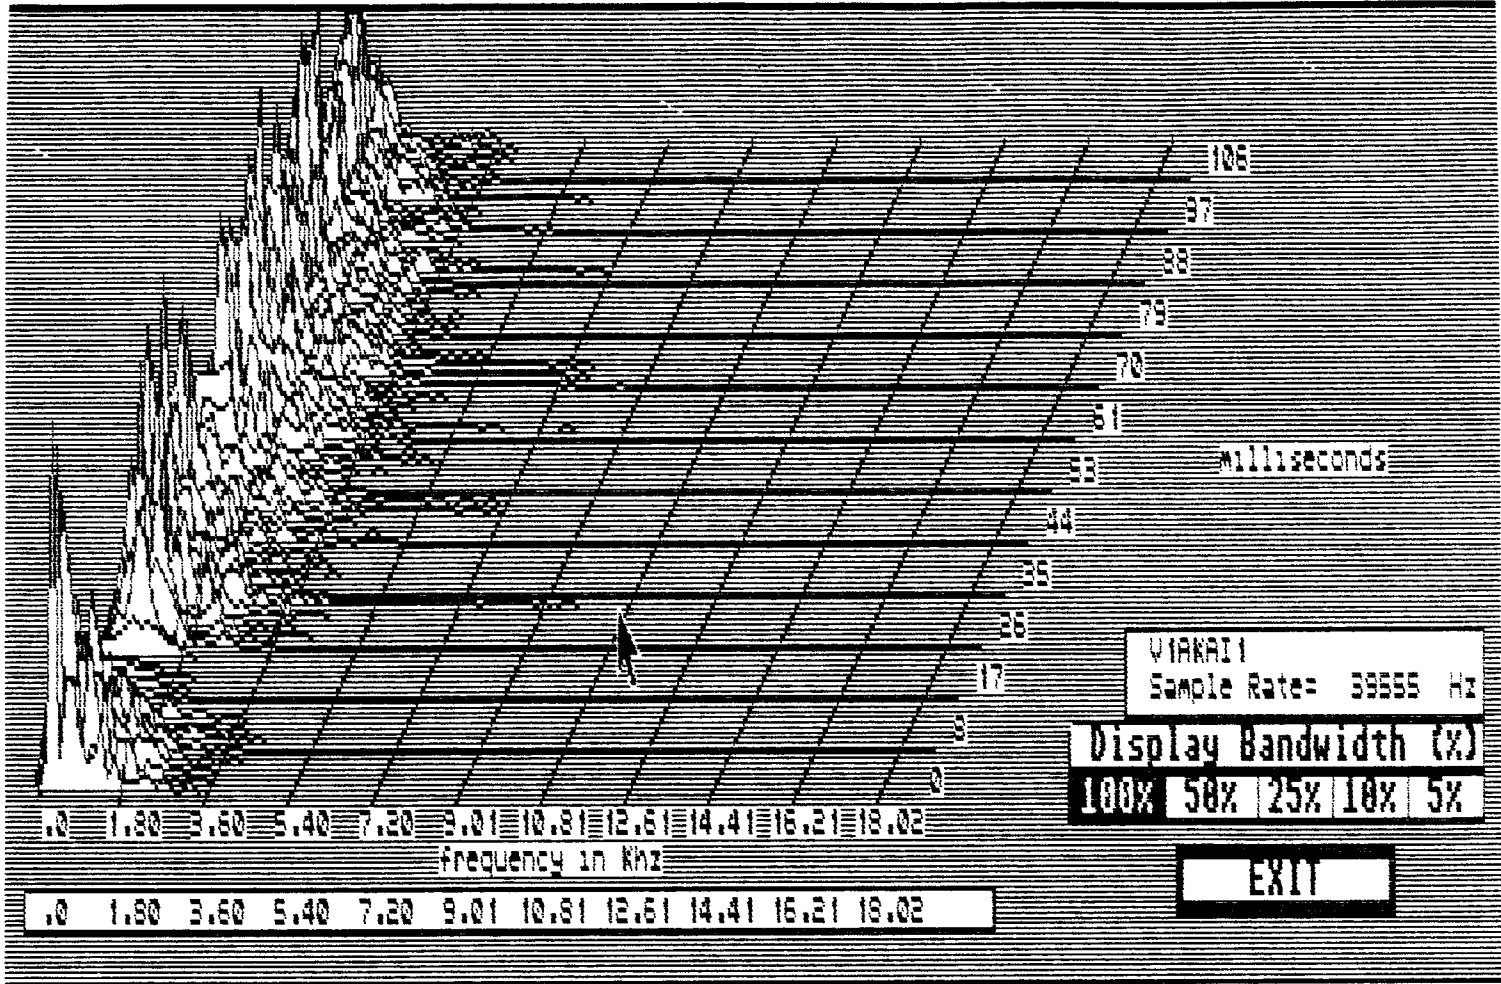 106
97
88
79
70
61
53
44
35
26
17
8
0
Milliseconds
V1AKAI1
Sample Rate= 39555 Hz
Display Bandwidth (%)
100% 50% 25% 10% 5%
.0 1.80 3.60 5.40 7.20 9.01 10.81 12.61 14.41 16.21 18.02
frequency in Khz
EXIT
.0 1.80 3.60 5.40 7.20 9.01 10.81 12.61 14.41 16.21 18.02